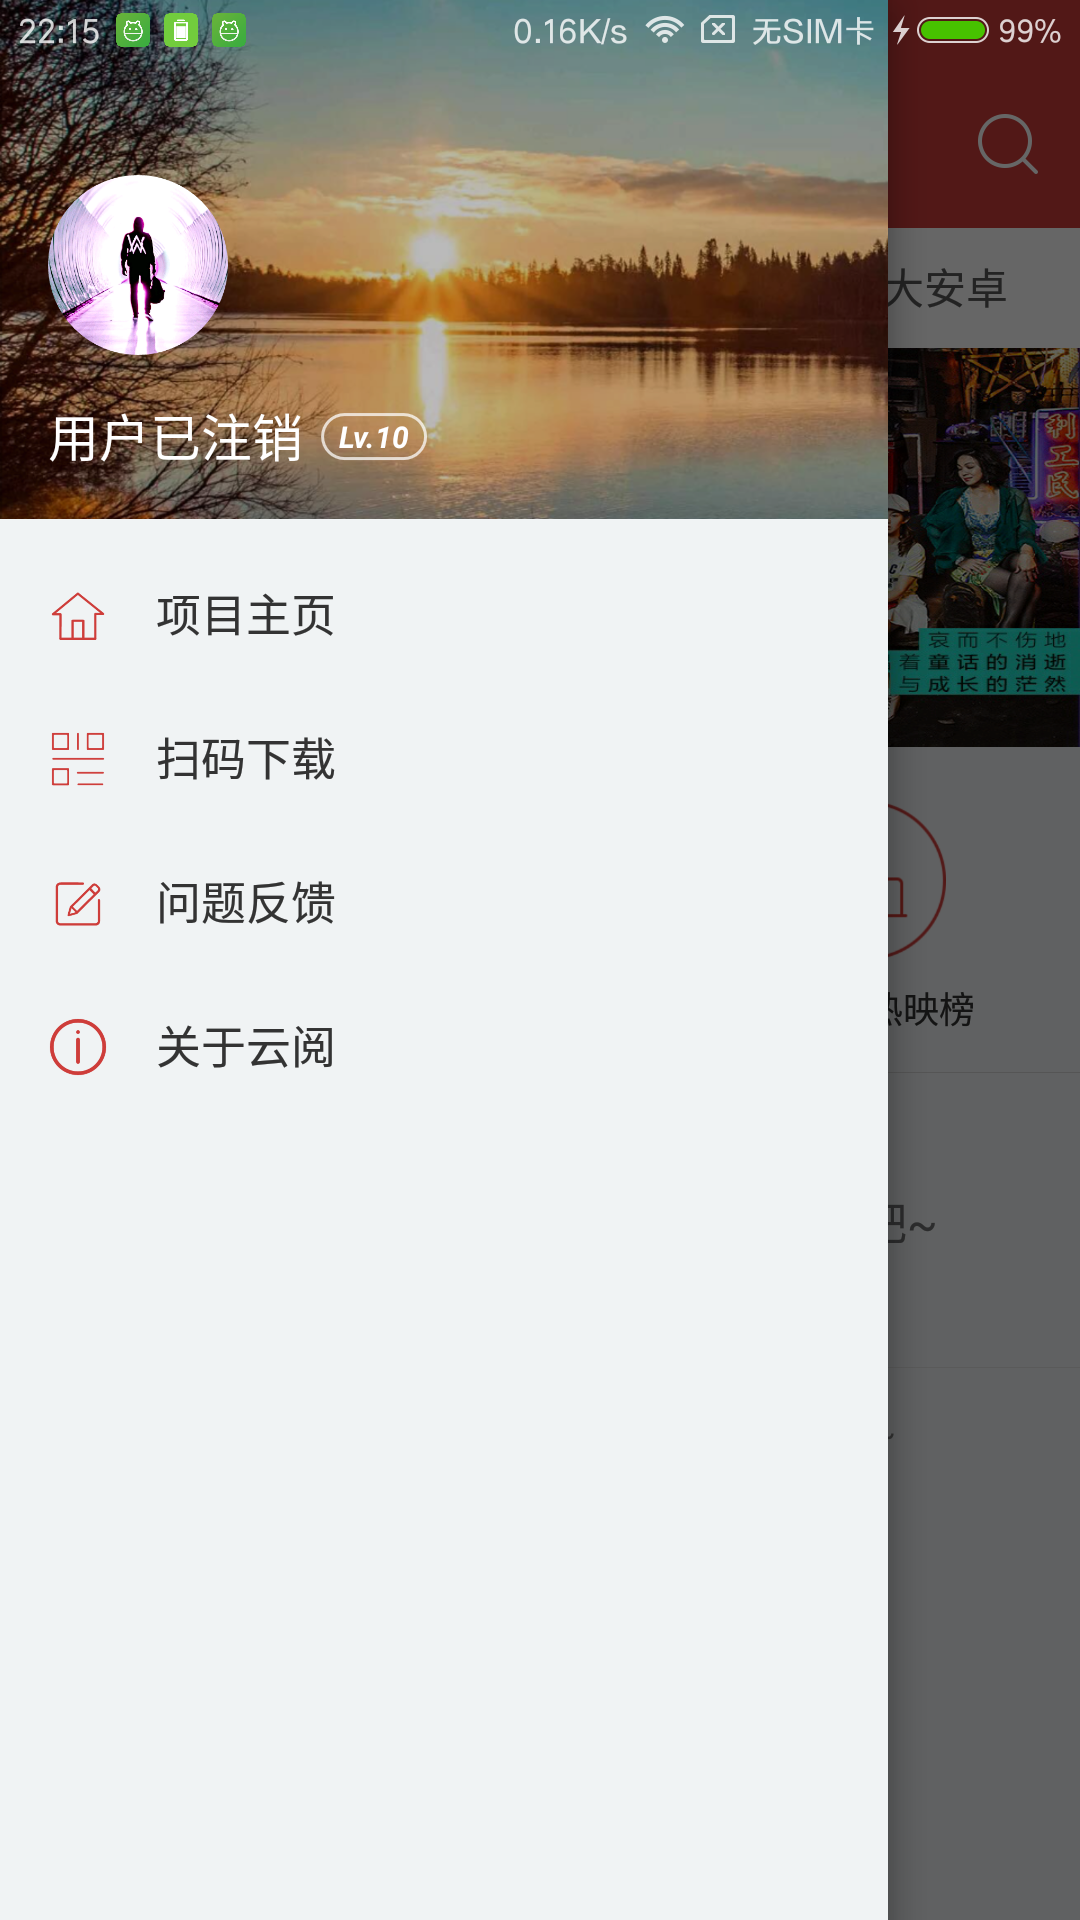 22:15 0.16K/s 无SIM卡 99%
大安卓
用户已注销 Lv.10
利工民
哀而不伤地
着童话的消逝
与成长的茫然
项目主页
扫码下载
问题反馈
热映榜
关于云阅
吧~